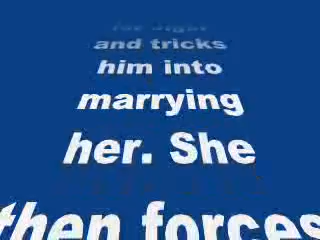 and tricks
him into
marrying
her. She
then forces